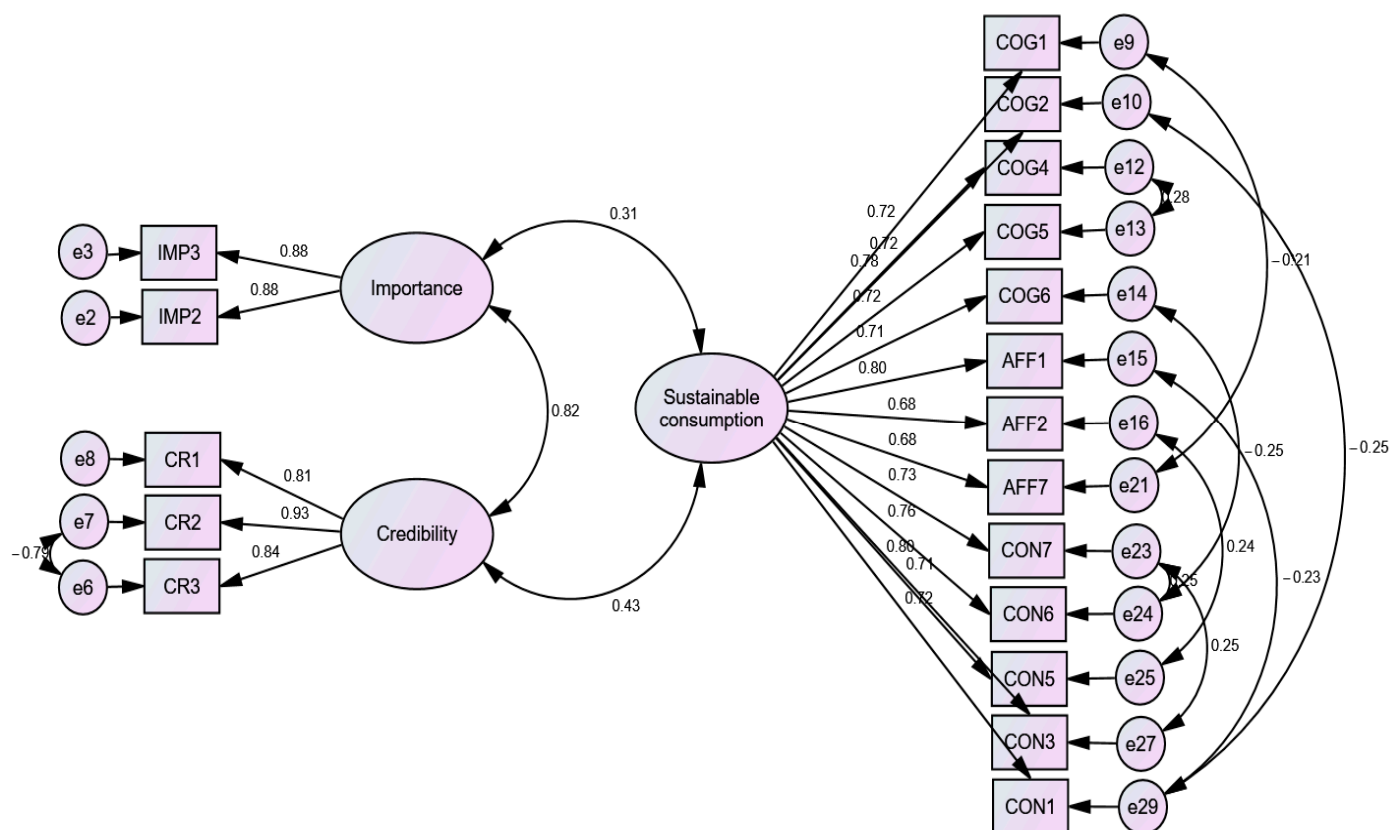 COG1
e9
COG2
e10
COG4
e12
0.28
COG5
e13
COG6
e14
AFF1
e15
AFF2
e16
AFF7
e21
CON7
e23
0.25
CON6
e24
CON5
e25
CON3
e27
CON1
e29
−0.21
−0.25
−0.25
0.24
−0.23
0.25
0.72
0.72
0.78
0.72
0.71
0.80
0.68
0.68
0.73
0.76
0.80
0.71
0.72
Sustainable
consumption
0.31
0.82
0.43
e3
IMP3
0.88
e2
IMP2
0.88
Importance
e8
CR1
0.81
e7
CR2
0.93
−0.79
e6
CR3
0.84
Credibility